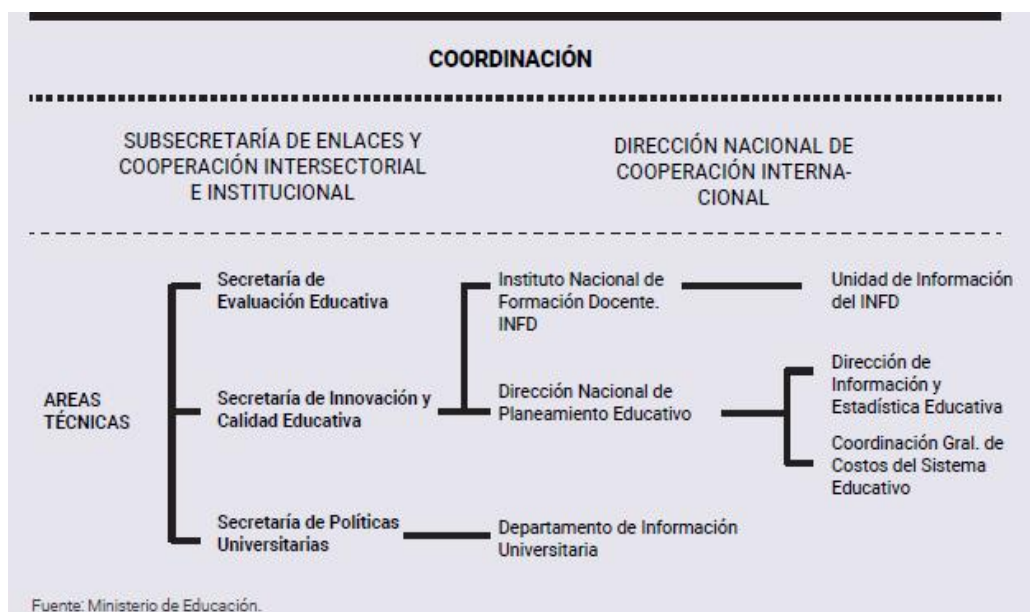 COORDINACIÓN
SUBSECRETARÍA DE ENLACES Y
COOPERACIÓN INTERSECTORIAL
E INSTITUCIONAL
DIRECCIÓN NACIONAL DE
COOPERACIÓN INTERNA-
CIONAL
AREAS
TÉCNICAS
Secretaría de
Evaluación Educativa
Secretaría de Innovación y
Calidad Educativa
Secretaría de Políticas
Universitarias
Instituto Nacional de
Formación Docente.
INFD
Dirección Nacional de
Planeamiento Educativo
Departamento de Información
Universitaria
Unidad de Información
del INFD
Dirección de
Información y
Estadística Educativa
Coordinación Gral. de
Costos del Sistema
Educativo
Fuente: Ministerio de Educación.